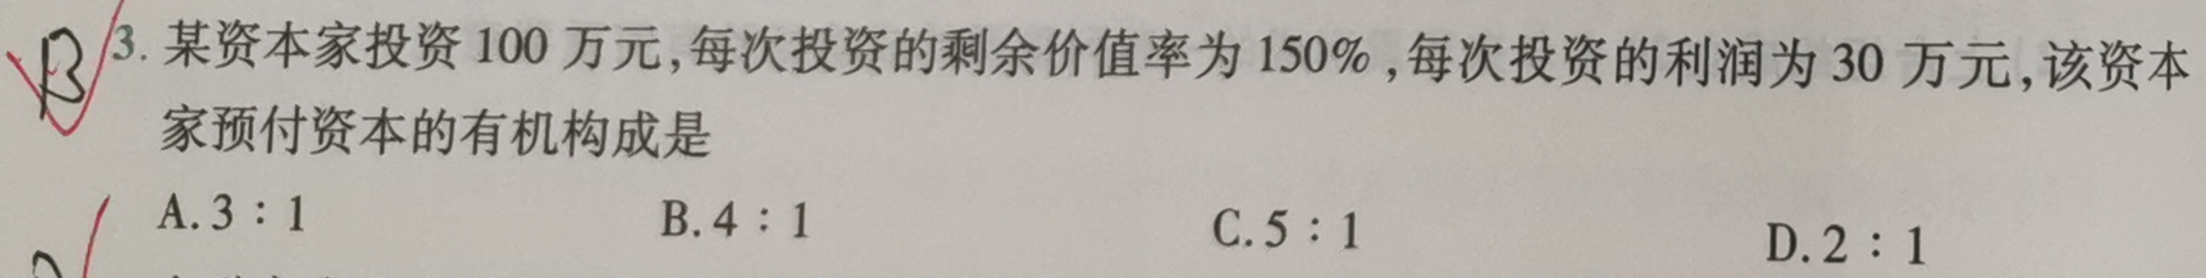 B 3. 某资本家投资 100 万元,每次投资的剩余价值率为 150% ,每次投资的利润为 30 万元,该资本
家预付资本的有机构成是
A. 3 : 1 B. 4 : 1 C. 5 : 1 D. 2 : 1